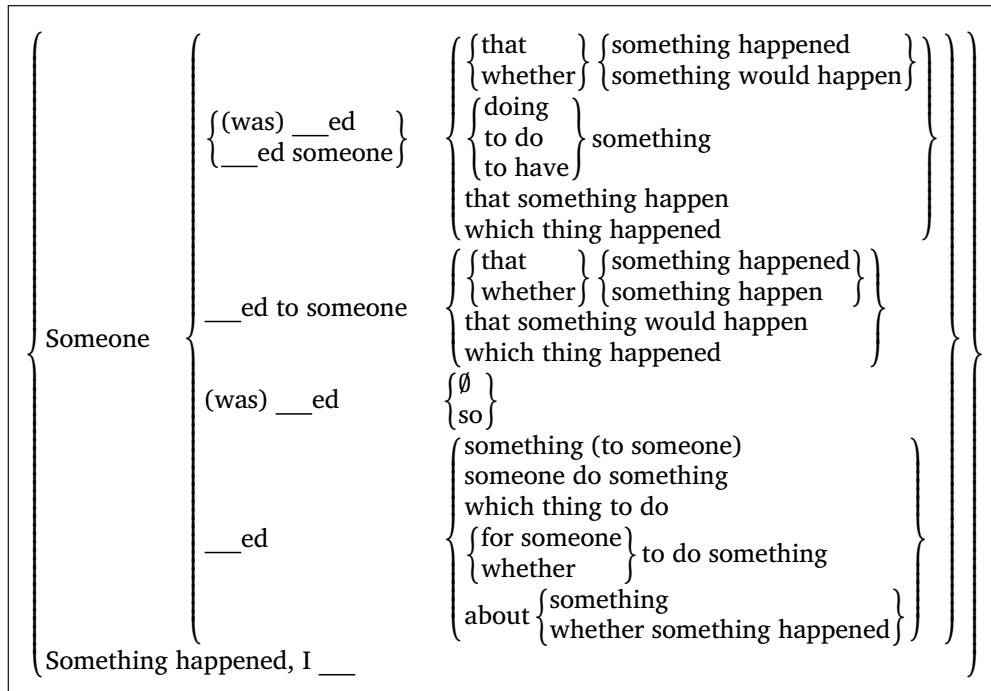 that something happened
whether something would happen
(was) ___ed doing
___ed someone to do something
to have
that something happen
which thing happened
that something happened
whether something happen
___ed to someone that something would happen
which thing happened
Someone
(was) ___ed ∅
so
something (to someone)
someone do something
which thing to do
___ed for someone to do something
whether
about something
whether something happened
Something happened, I ___